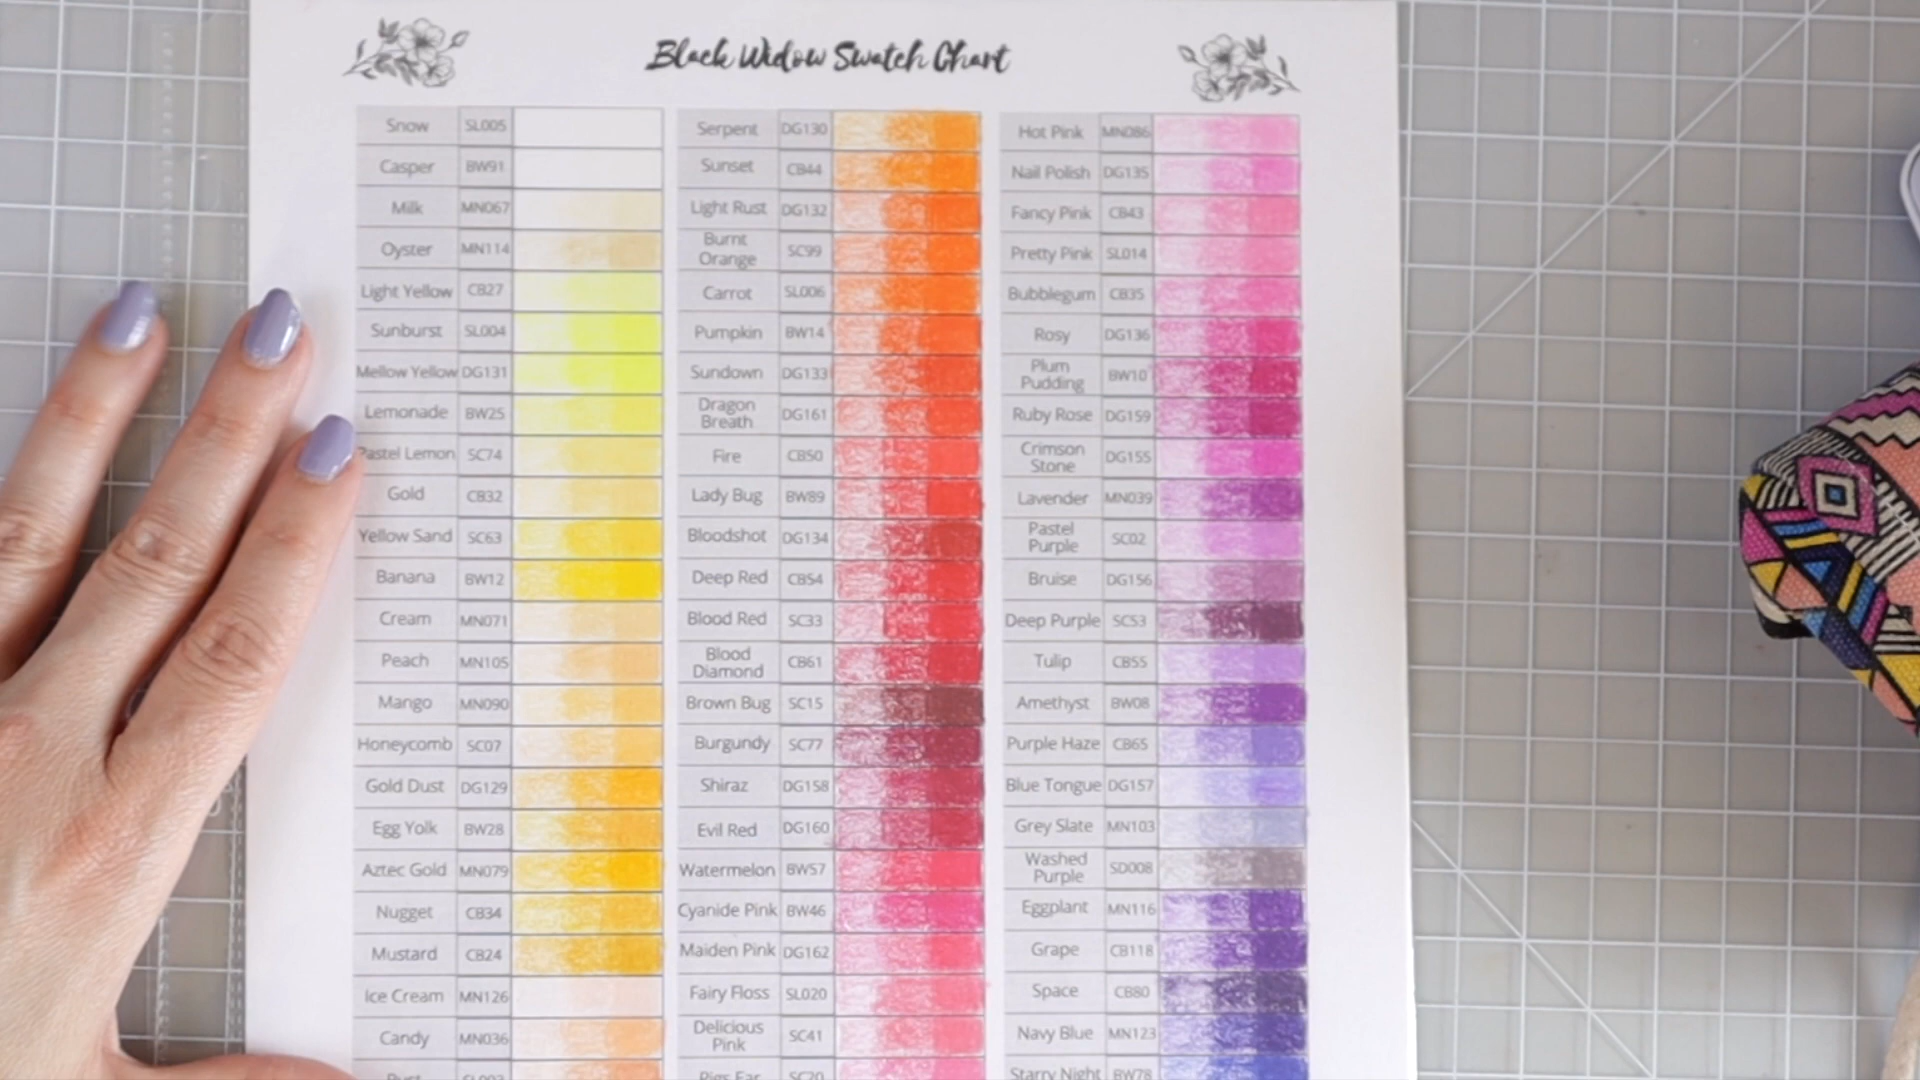 Black Widow Swatch Chart
Snow SL005
Casper BW91
Milk MN067
Oyster MN114
Light Yellow CB27
Sunburst SL004
Mellow Yellow DG131
Lemonade BW25
Pastel Lemon SC74
Gold CB32
Yellow Sand SC63
Banana BW12
Cream MN071
Peach MN105
Mango MN090
Honeycomb SC07
Gold Dust DG129
Egg Yolk BW28
Aztec Gold MN079
Nugget CB34
Mustard CB24
Ice Cream MN126
Candy MN036
Serpent DG130
Sunset CB44
Light Rust DG132
Burnt
Orange SC99
Carrot SL006
Pumpkin BW14
Sundown DG133
Dragon
Breath DG161
Fire CB50
Lady Bug BW89
Bloodshot DG134
Deep Red CB54
Blood Red SC33
Blood
Diamond CB61
Brown Bug SC15
Burgundy SC77
Shiraz DG158
Evil Red DG160
Watermelon BW57
Cyanide Pink BW46
Maiden Pink DG162
Fairy Floss SL020
Delicious
Pink SC41
Pigs Ear SC20
Hot Pink MN086
Nail Polish DG135
Fancy Pink CB43
Pretty Pink SL014
Bubblegum CB35
Rosy DG136
Plum
Pudding BW10
Ruby Rose DG159
Crimson
Stone DG155
Lavender MN039
Pastel
Purple SC02
Bruise DG156
Deep Purple SC53
Tulip CB55
Amethyst BW08
Purple Haze CB65
Blue Tongue DG157
Grey Slate MN103
Washed
Purple SD008
Eggplant MN116
Grape CB118
Space CB80
Navy Blue MN123
Starry Night BW78